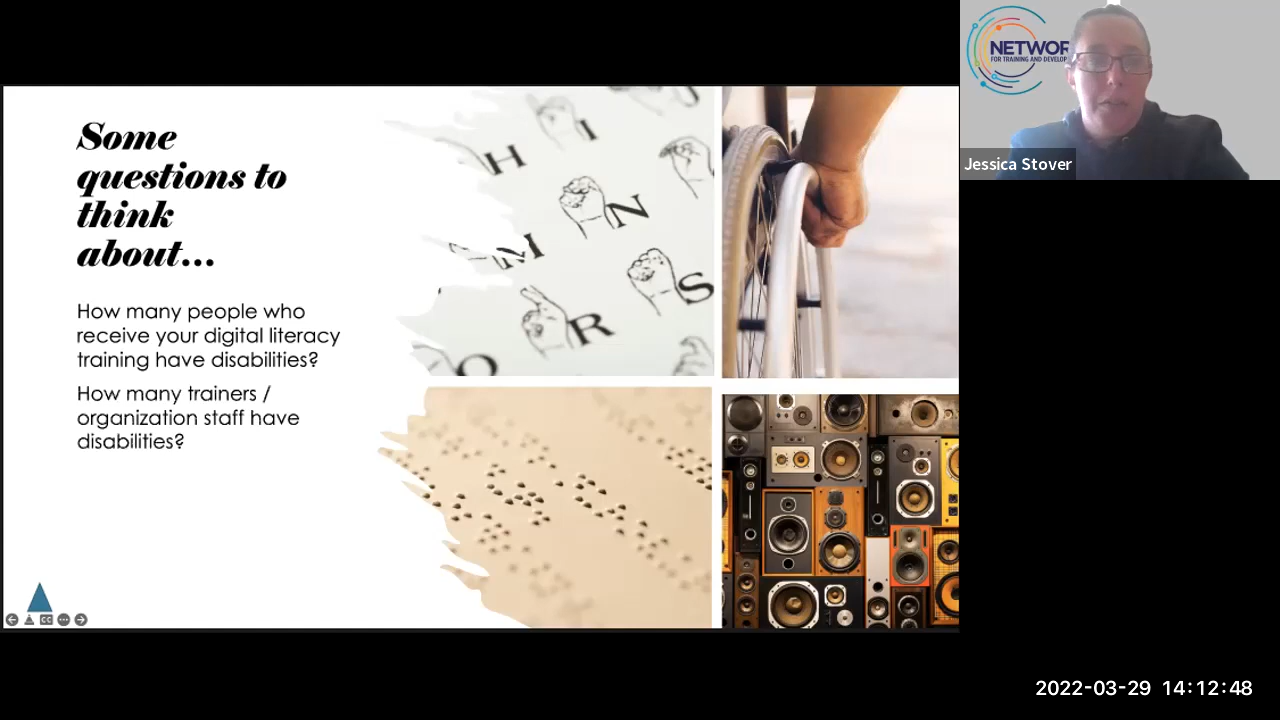 Some
questions to
think
about...
How many people who
receive your digital literacy
training have disabilities?
How many trainers /
organization staff have
disabilities?
H
I
N
M
S
R
O
CC
NETWOR
FOR TRAINING AND DEVELOP
Jessica Stover
2022-03-29 14:12:48